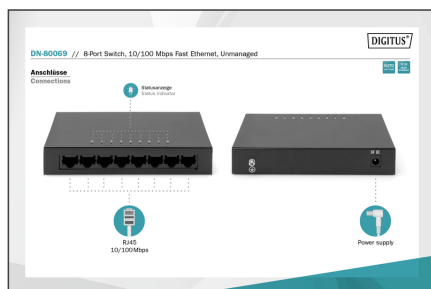 DIGITUS®
DN-80069 // 8-Port Switch, 10/100 Mbps Fast Ethernet, Unmanaged
Anschlüsse
Connections
Statusanzeige
Status indicator
RJ45
10/100Mbps
Power supply